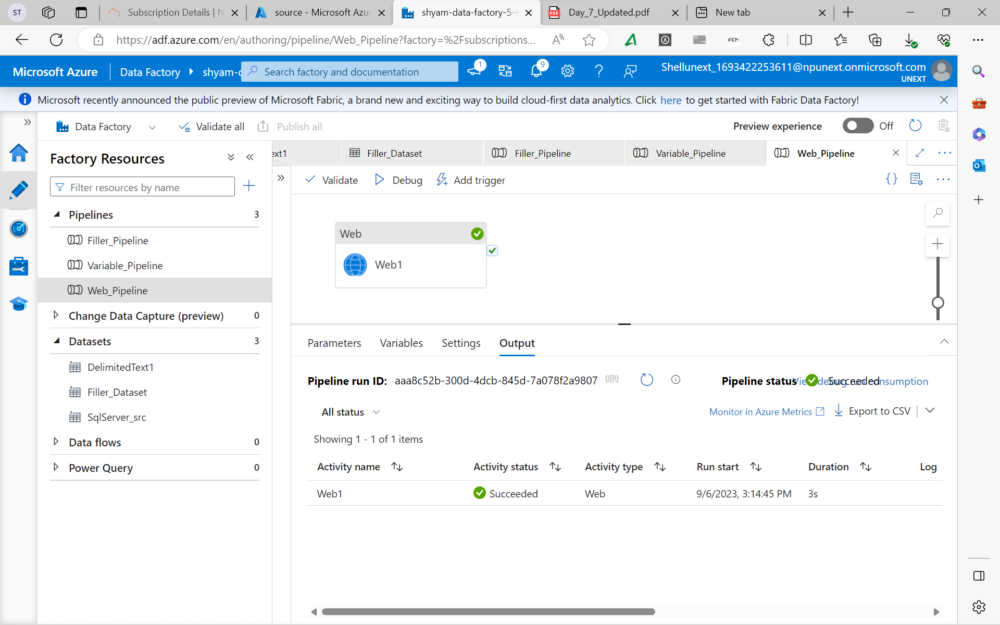 ST
Subscription Details | N
source - Microsoft Azur
shyam-data-factory-5-s
PDF
Day_7_Updated.pdf
New tab
https://adf.azure.com/en/authoring/pipeline/Web_Pipeline?factory=%2Fsubscriptions...
FCM
Microsoft Azure
Data Factory
shyam-d
Search factory and documentation
1
9
Shellunext_1693422253611@npunext.onmicrosoft.com
UNEXT
Microsoft recently announced the public preview of Microsoft Fabric, a brand new and exciting way to build cloud-first data analytics. Click here to get started with Fabric Data Factory!
Data Factory
Validate all
Publish all
Preview experience
Off
Factory Resources
ext1
Filler_Dataset
Filler_Pipeline
Variable_Pipeline
Web_Pipeline
Filter resources by name
Validate
Debug
Add trigger
Pipelines 3
Filler_Pipeline
Variable_Pipeline
Web_Pipeline
Change Data Capture (preview) 0
Datasets 3
DelimitedText1
Filler_Dataset
SqlServer_src
Data flows 0
Power Query 0
Web
Web1
Parameters
Variables
Settings
Output
Pipeline run ID: aaa8c52b-300d-4dcb-845d-7a078f2a9807 [@]
Pipeline status Succeeded
View debug run consumption
All status
Monitor in Azure Metrics
Export to CSV
Showing 1 - 1 of 1 items
Activity name Activity status Activity type Run start Duration Log
Web1 Succeeded Web 9/6/2023, 3:14:45 PM 3s